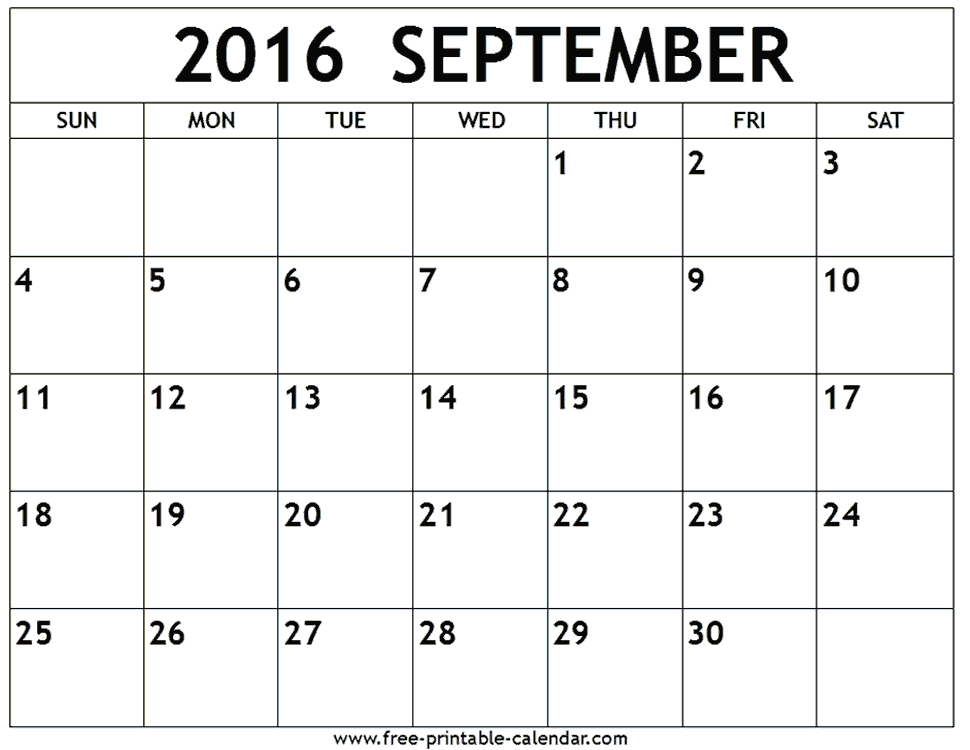 2016 SEPTEMBER
SUN MON TUE WED THU FRI SAT
1 2 3
4 5 6 7 8 9 10
11 12 13 14 15 16 17
18 19 20 21 22 23 24
25 26 27 28 29 30
www.free-printable-calendar.com